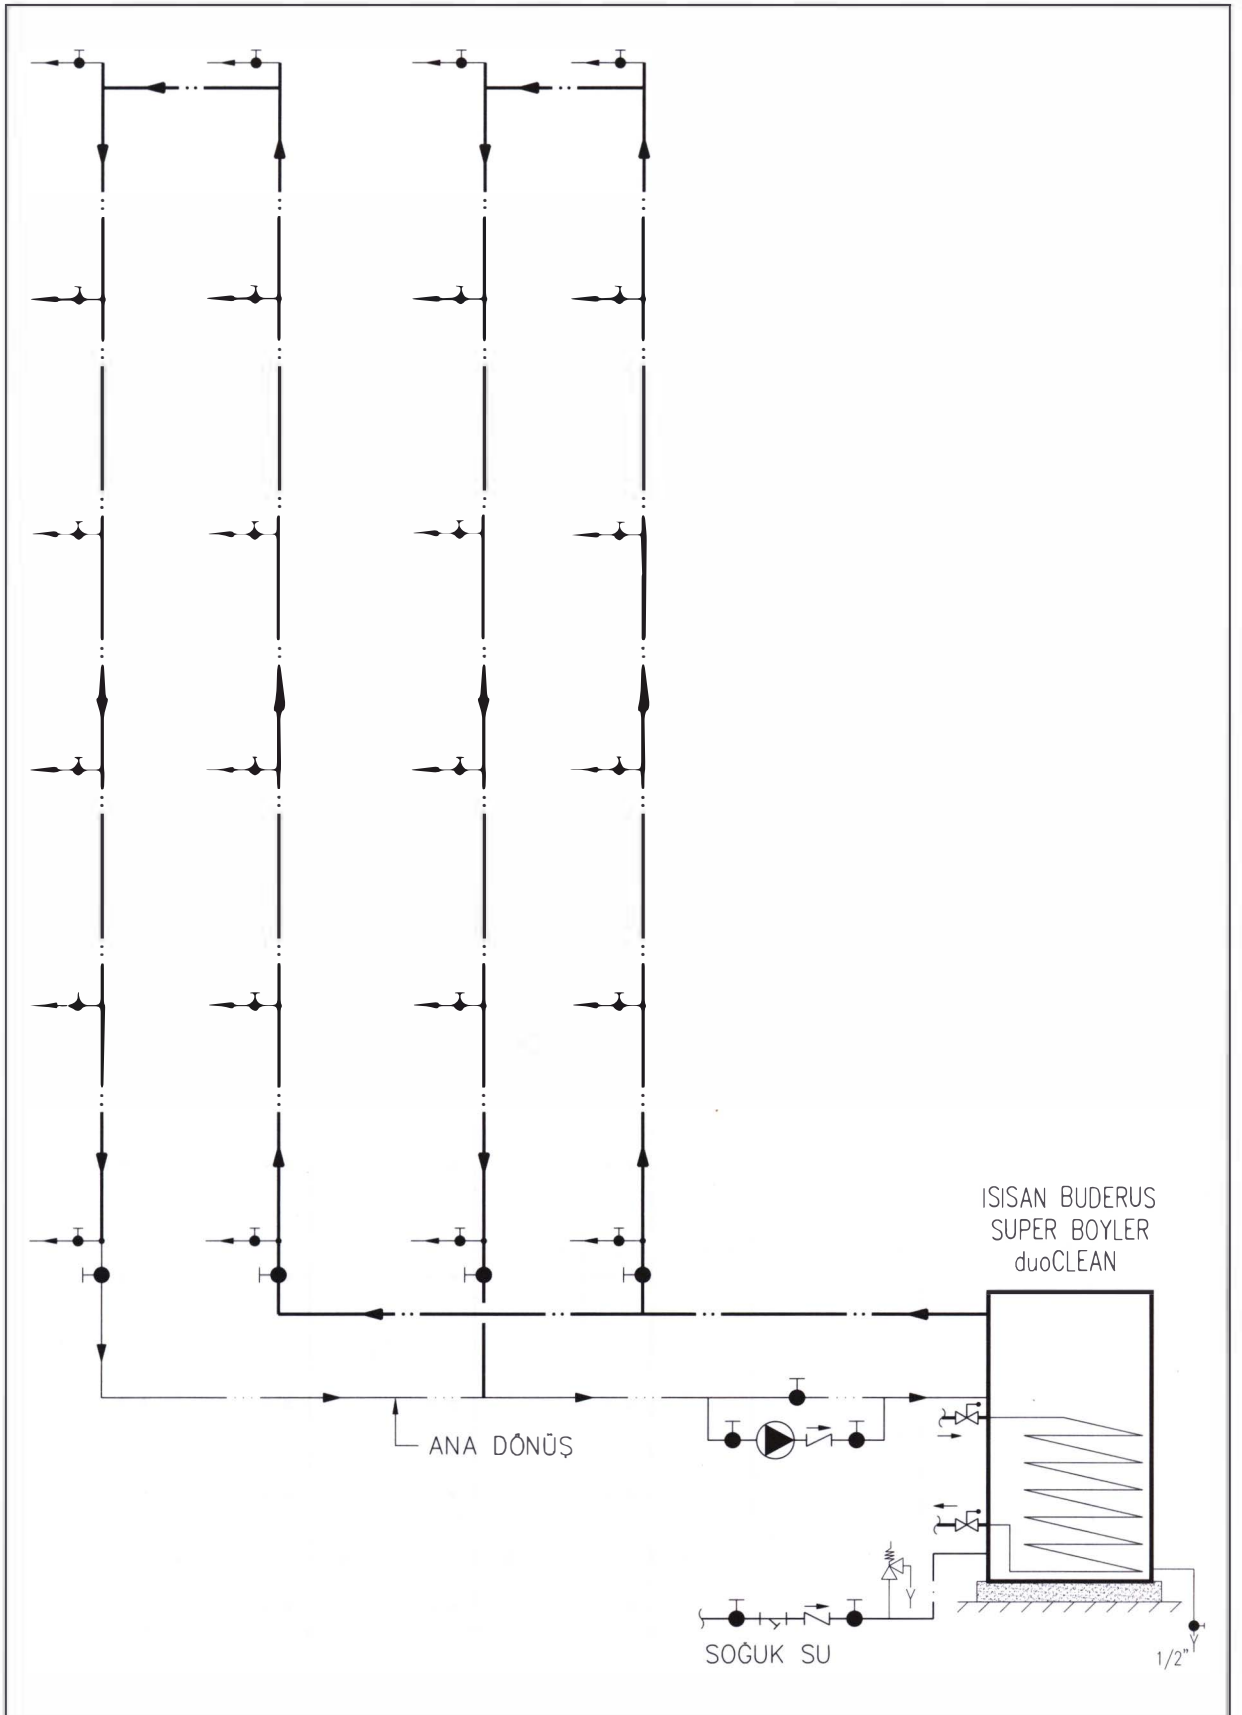 ISISAN BUDERUS
SUPER BOYLER
duoCLEAN
ANA DÖNÜŞ
SOĞUK SU
1/2"